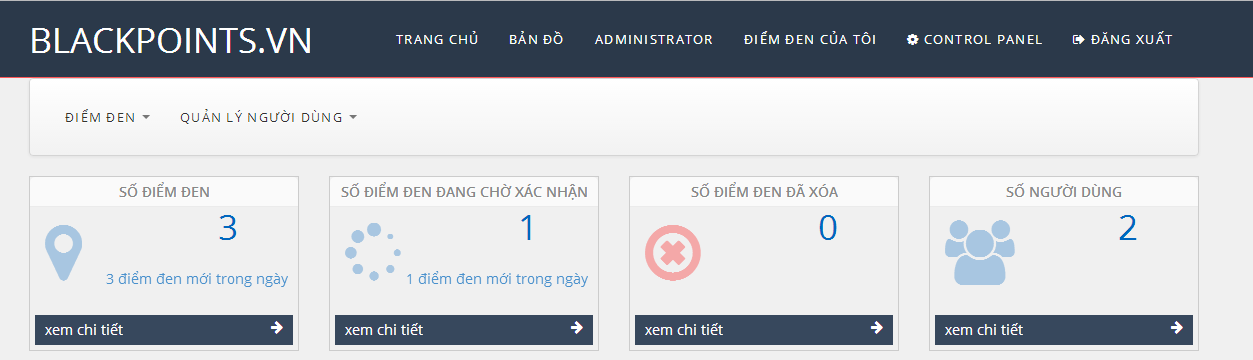 BLACKPOINTS.VN
TRANG CHỦ
BẢN ĐỒ
ADMINISTRATOR
ĐIỂM ĐEN CỦA TÔI
CONTROL PANEL
ĐĂNG XUẤT
ĐIỂM ĐEN
QUẢN LÝ NGƯỜI DÙNG
SỐ ĐIỂM ĐEN
3
3 điểm đen mới trong ngày
xem chi tiết
SỐ ĐIỂM ĐEN ĐANG CHỜ XÁC NHẬN
1
1 điểm đen mới trong ngày
xem chi tiết
SỐ ĐIỂM ĐEN ĐÃ XÓA
0
xem chi tiết
SỐ NGƯỜI DÙNG
2
xem chi tiết